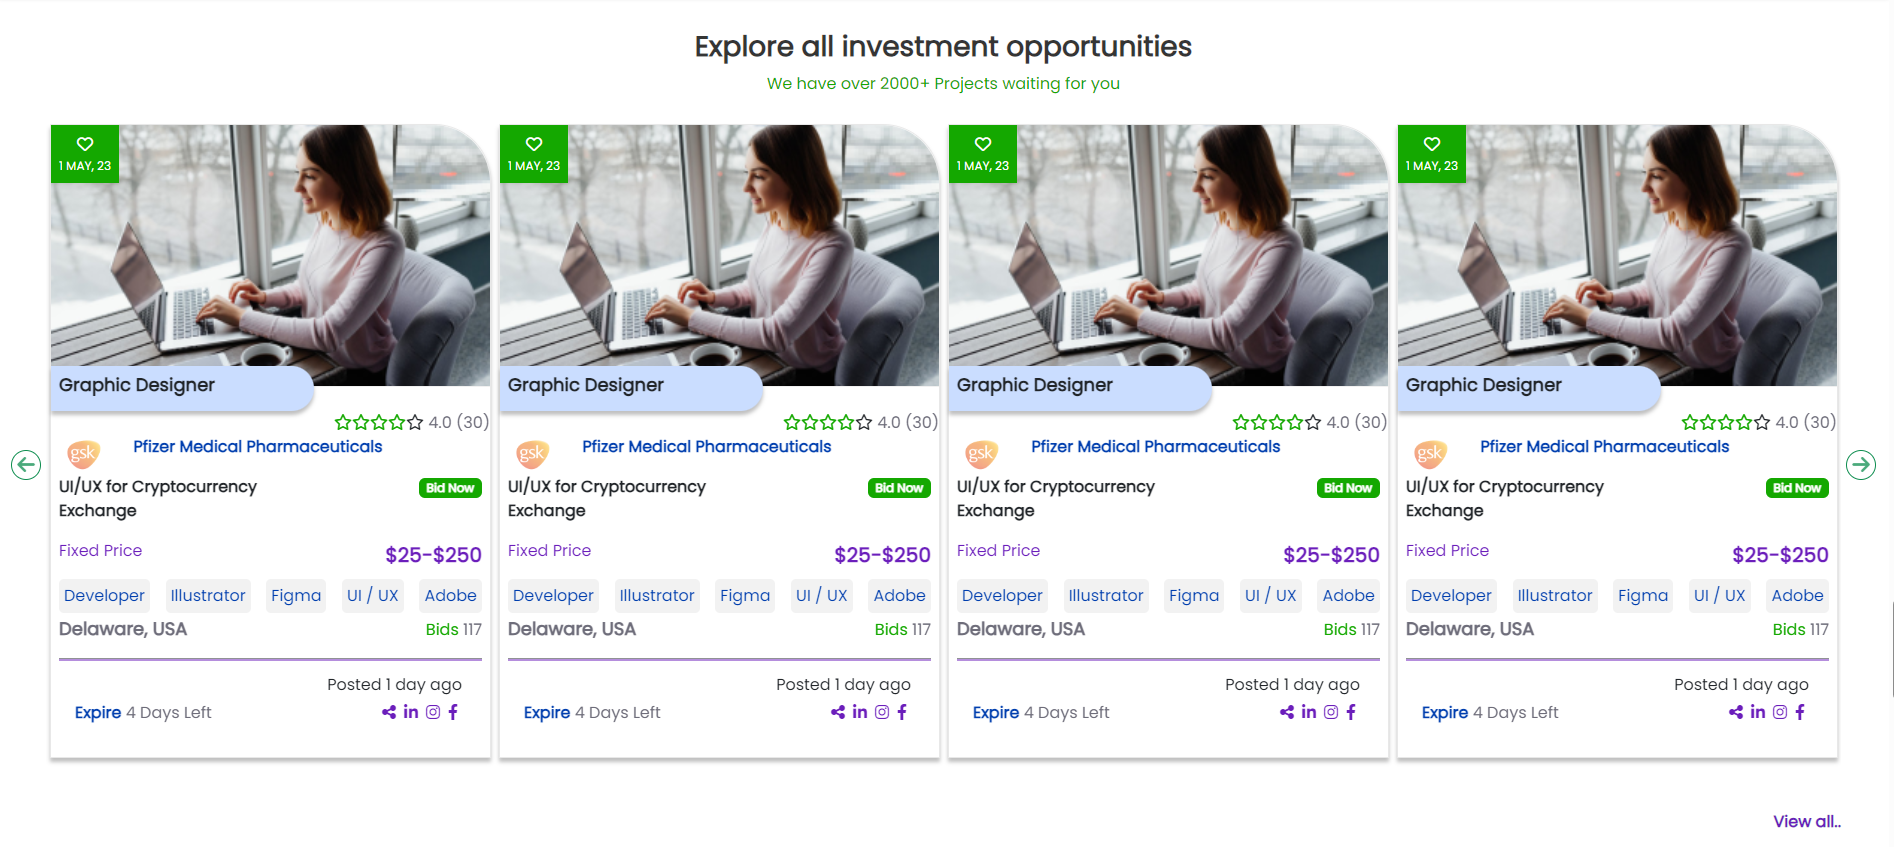 Explore all investment opportunities
We have over 2000+ Projects waiting for you
1 MAY, 23
Graphic Designer
4.0 (30)
gsk
Pfizer Medical Pharmaceuticals
UI/UX for Cryptocurrency
Exchange
Bid Now
Fixed Price
$25-$250
Developer Illustrator Figma UI / UX Adobe
Delaware, USA
Bids 117
Posted 1 day ago
Expire 4 Days Left
1 MAY, 23
Graphic Designer
4.0 (30)
gsk
Pfizer Medical Pharmaceuticals
UI/UX for Cryptocurrency
Exchange
Bid Now
Fixed Price
$25-$250
Developer Illustrator Figma UI / UX Adobe
Delaware, USA
Bids 117
Posted 1 day ago
Expire 4 Days Left
1 MAY, 23
Graphic Designer
4.0 (30)
gsk
Pfizer Medical Pharmaceuticals
UI/UX for Cryptocurrency
Exchange
Bid Now
Fixed Price
$25-$250
Developer Illustrator Figma UI / UX Adobe
Delaware, USA
Bids 117
Posted 1 day ago
Expire 4 Days Left
1 MAY, 23
Graphic Designer
4.0 (30)
gsk
Pfizer Medical Pharmaceuticals
UI/UX for Cryptocurrency
Exchange
Bid Now
Fixed Price
$25-$250
Developer Illustrator Figma UI / UX Adobe
Delaware, USA
Bids 117
Posted 1 day ago
Expire 4 Days Left
View all..